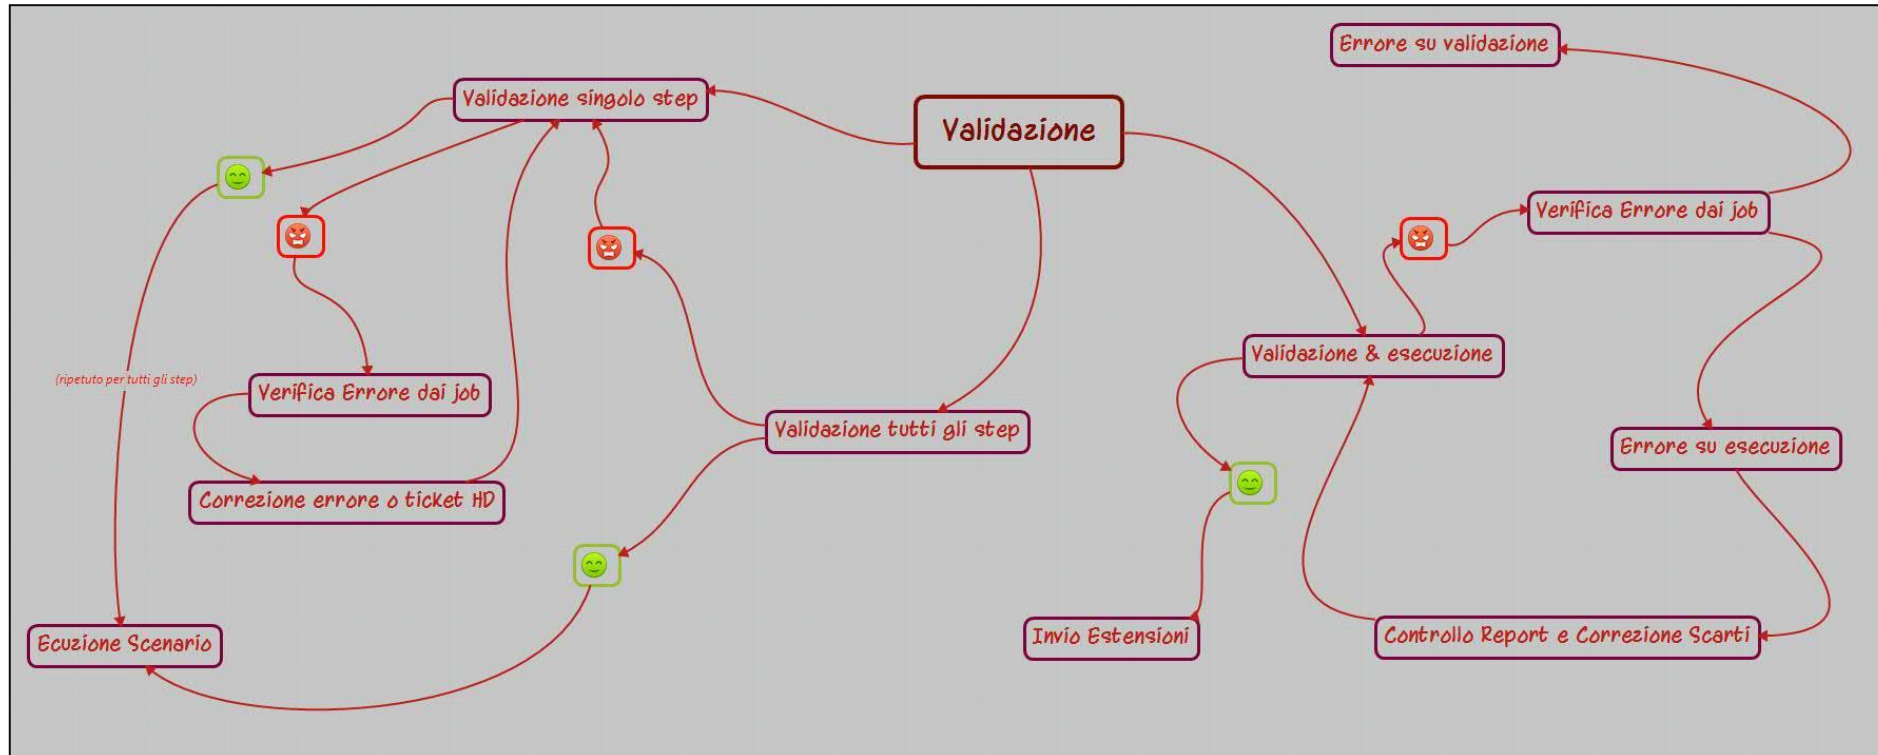 Errore su validazione
Validazione singolo step
Validazione
Verifica Errore dai job
Validazione & esecuzione
(ripetuto per tutti gli step)
Verifica Errore dai job
Validazione tutti gli step
Errore su esecuzione
Correzione errore o ticket HD
Ecuzione Scenario
Invio Estensioni
Controllo Report e Correzione Scarti